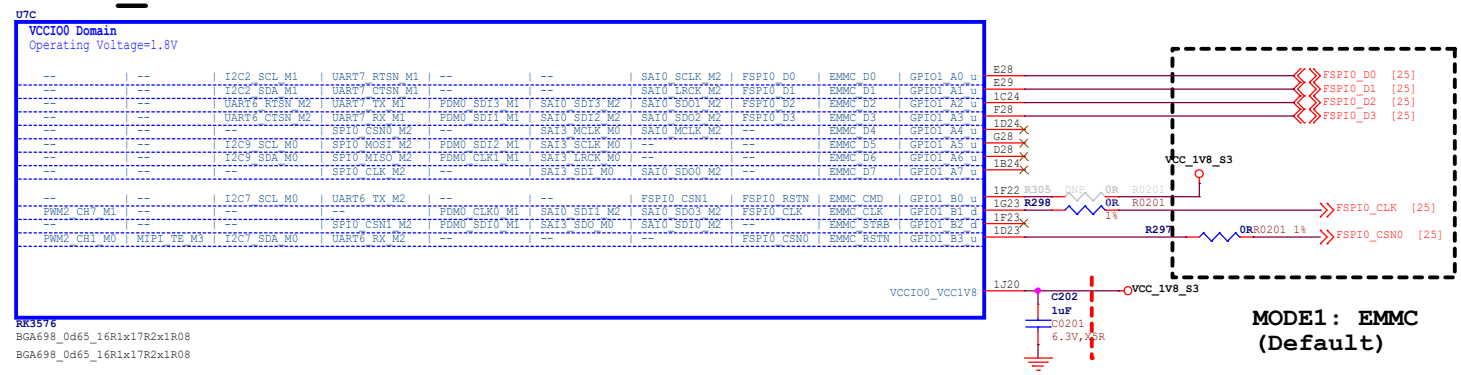 U7C
VCCIO0 Domain
Operating Voltage=1.8V
-- | -- | I2C2_SCL_M1 | UART7_RTSN_M1 | -- | -- | SAI0_SCLK_M2 | FSPI0_D0 | EMMC_D0 | GPIO1_A0_u E28 FSPI0_D0 [25]
-- | -- | I2C2_SDA_M1 | UART7_CTSN_M1 | -- | -- | SAI0_LRCK_M2 | FSPI0_D1 | EMMC_D1 | GPIO1_A1_u E29 FSPI0_D1 [25]
-- | -- | UART6_RTSN_M2 | UART7_TX_M1 | PDM0_SDI3_M1 | SAI0_SDI3_M2 | SAI0_SDO1_M2 | FSPI0_D2 | EMMC_D2 | GPIO1_A2_u 1C24 FSPI0_D2 [25]
-- | -- | UART6_CTSN_M2 | UART7_RX_M1 | PDM0_SDI1_M1 | SAI0_SDI2_M2 | SAI0_SDO2_M2 | FSPI0_D3 | EMMC_D3 | GPIO1_A3_u F28 FSPI0_D3 [25]
-- | -- | -- | SPI0_CSN0_M2 | -- | SAI3_MCLK_M0 | SAI0_MCLK_M2 | -- | EMMC_D4 | GPIO1_A4_u 1D24
-- | -- | I2C9_SCL_M0 | SPI0_MOSI_M2 | PDM0_SDI2_M1 | SAI3_SCLK_M0 | -- | -- | EMMC_D5 | GPIO1_A5_u G28
-- | -- | I2C9_SDA_M0 | SPI0_MISO_M2 | PDM0_CLK1_M1 | SAI3_LRCK_M0 | -- | -- | EMMC_D6 | GPIO1_A6_u D28
-- | -- | -- | SPI0_CLK_M2 | -- | SAI3_SDI_M0 | SAI0_SDO0_M2 | -- | EMMC_D7 | GPIO1_A7_u 1B24
VCC_1V8_S3
-- | -- | I2C7_SCL_M0 | UART6_TX_M2 | -- | -- | FSPI0_CSN1 | FSPI0_RSTN | EMMC_CMD | GPIO1_B0_u 1F22 R305 DNP 0R R0201
PWM2_CH7_M1 | -- | -- | -- | PDM0_CLK0_M1 | SAI0_SDI1_M2 | SAI0_SDO3_M2 | FSPI0_CLK | EMMC_CLK | GPIO1_B1_d 1G23 R298 0R R0201 1% FSPI0_CLK [25]
-- | -- | -- | SPI0_CSN1_M2 | PDM0_SDI0_M1 | SAI3_SDO_M0 | SAI0_SDI0_M2 | -- | EMMC_STRB | GPIO1_B2_d 1F23
PWM2_CH1_M0 | MIPI_TE_M3 | I2C7_SDA_M0 | UART6_RX_M2 | -- | -- | -- | FSPI0_CSN0 | EMMC_RSTN | GPIO1_B3_u 1D23 R297 0R R0201 1% FSPI0_CSN0 [25]
VCCIO0_VCC1V8 1J20 VCC_1V8_S3
C202
1uF
C0201
6.3V,X5R
MODE1: EMMC
(Default)
RK3576
BGA698_0d65_16R1x17R2x1R08
BGA698_0d65_16R1x17R2x1R08